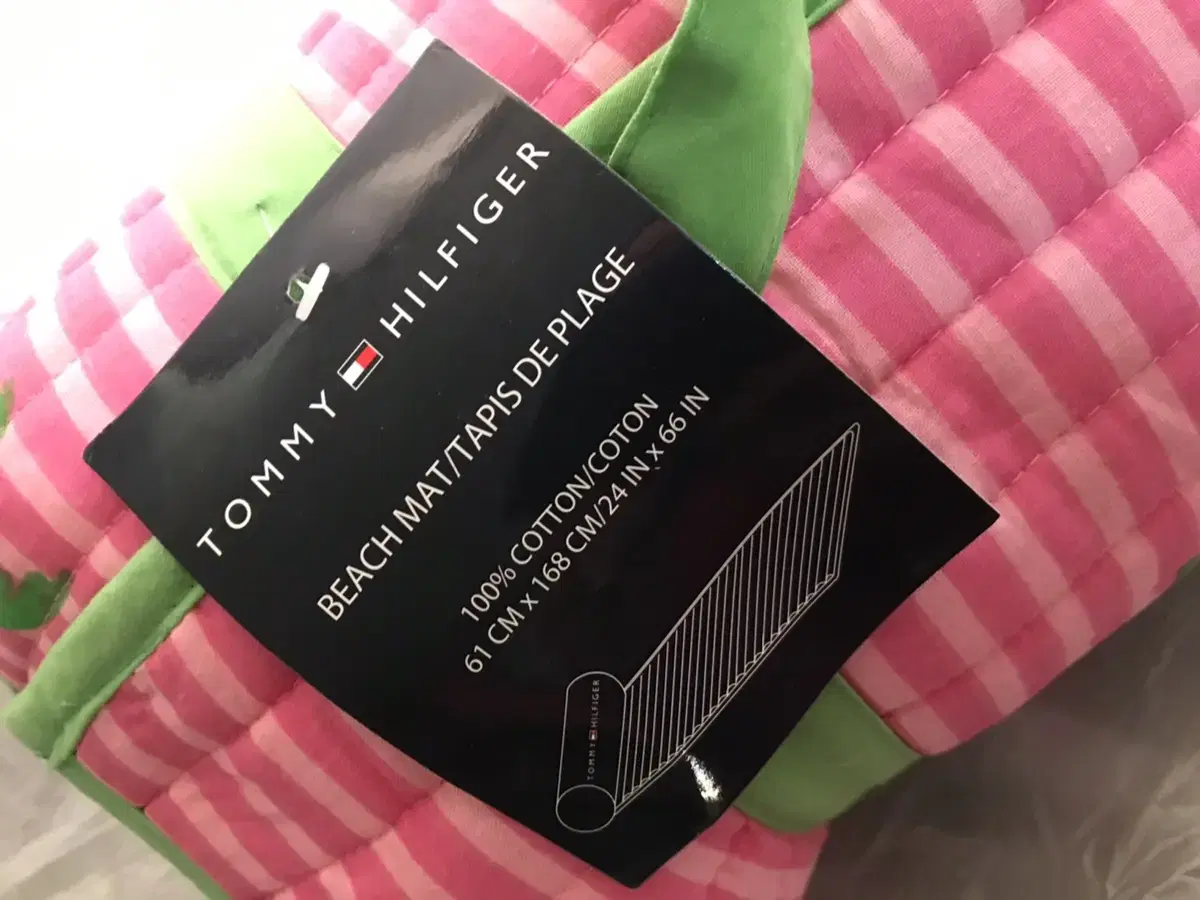 TOMMY HILFIGER
BEACH MAT/TAPIS DE PLAGE
100% COTTON/COTON
61 CM x 168 CM/24 IN x 66 IN
TOMMY HILFIGER